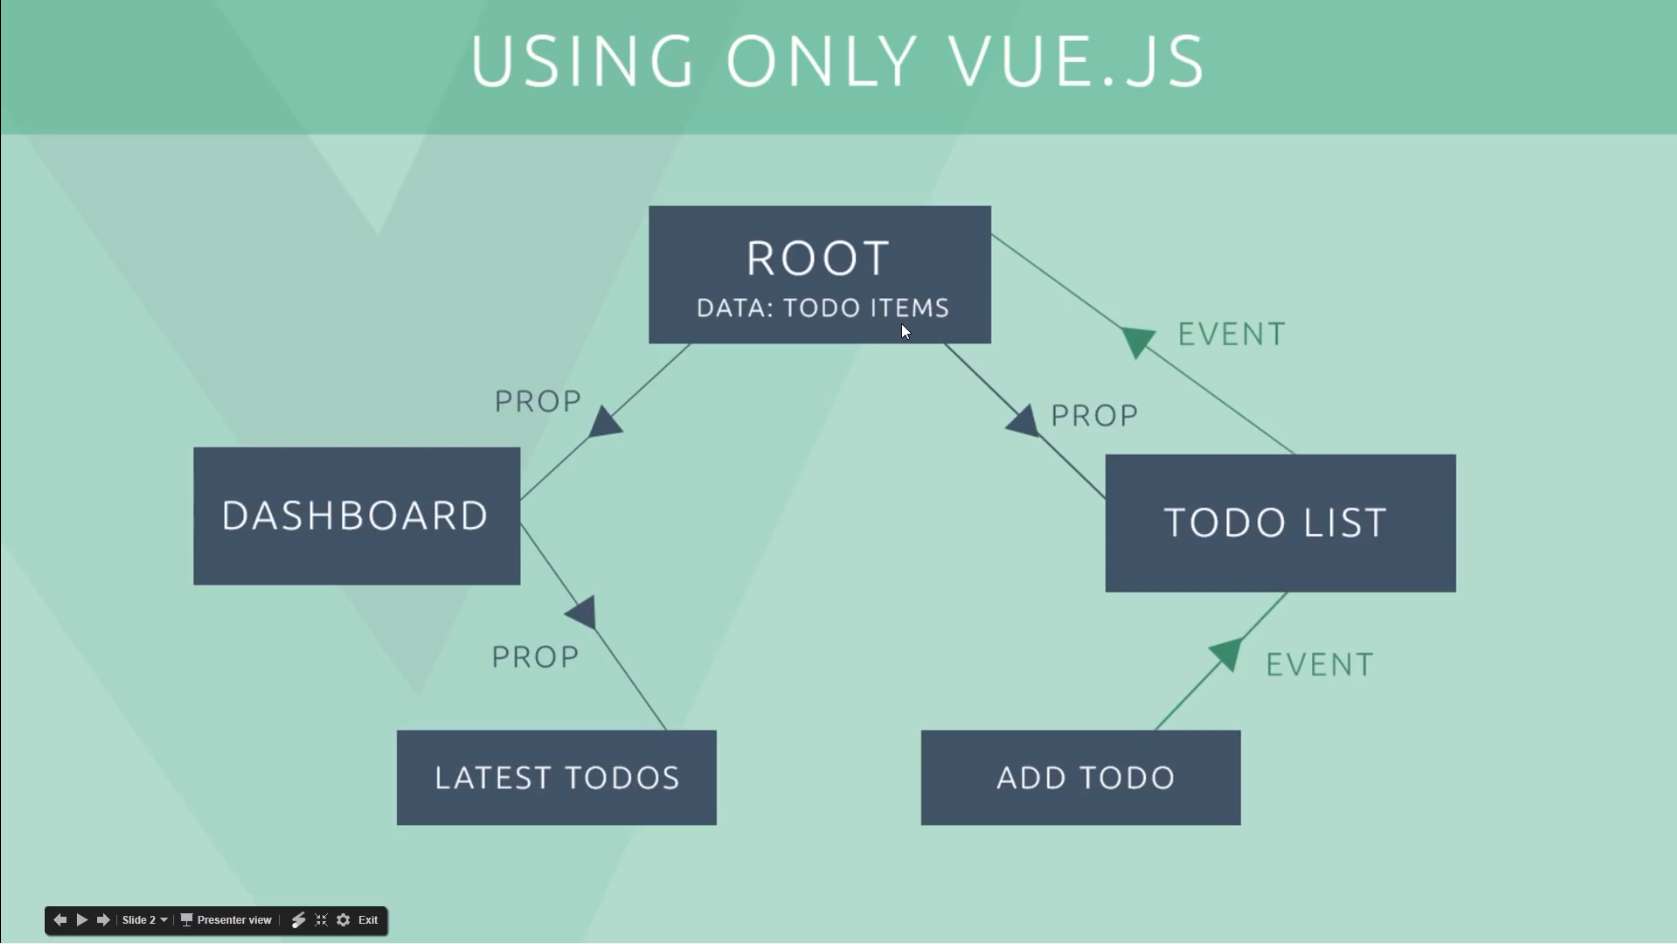 USING ONLY VUE.JS
ROOT
DATA: TODO ITEMS
EVENT
PROP
PROP
DASHBOARD
TODO LIST
PROP
EVENT
LATEST TODOS
ADD TODO
Slide 2
Presenter view
Exit